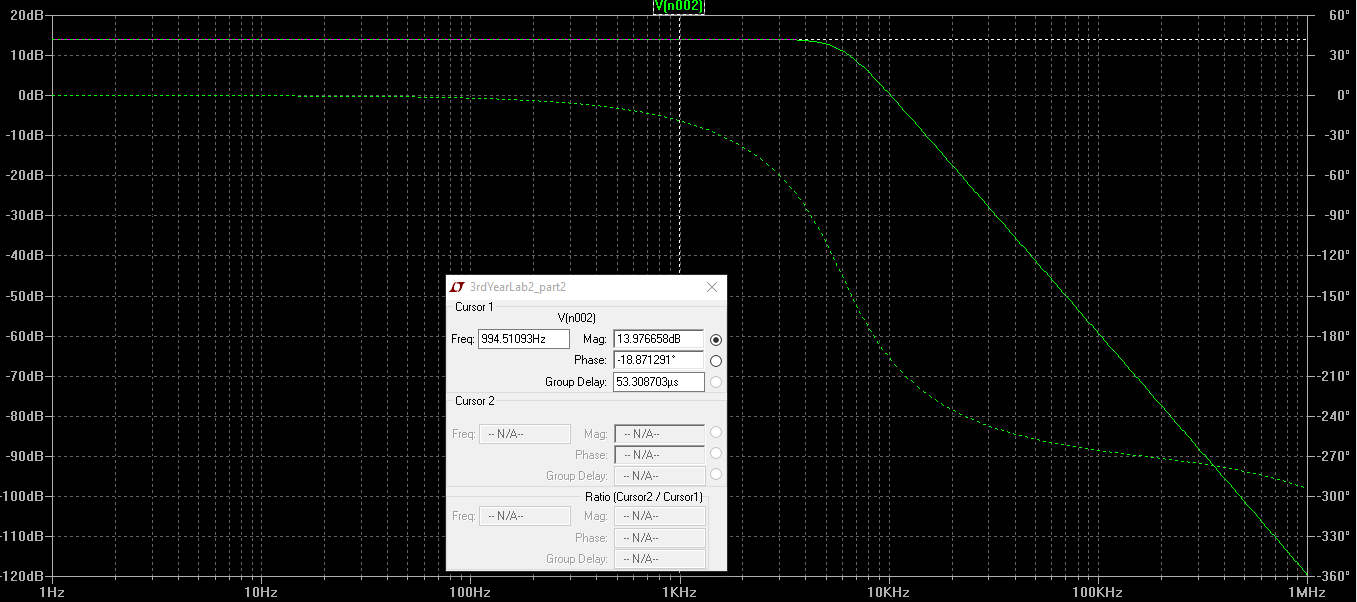 V(n002)
20dB 60°
10dB 30°
0dB 0°
-10dB -30°
-20dB -60°
-30dB -90°
-40dB -120°
-50dB -150°
-60dB -180°
-70dB -210°
-80dB -240°
-90dB -270°
-100dB -300°
-110dB -330°
-120dB -360°
1Hz 10Hz 100Hz 1KHz 10KHz 100KHz 1MHz
3rdYearLab2_part2
Cursor 1
V(n002)
Freq: 994.51093Hz Mag: 13.976658dB
Phase: -18.871291°
Group Delay: 53.308703µs
Cursor 2
Freq: -- N/A-- Mag: -- N/A--
Phase: -- N/A--
Group Delay: -- N/A--
Ratio (Cursor2 / Cursor1)
Freq: -- N/A-- Mag: -- N/A--
Phase: -- N/A--
Group Delay: -- N/A--